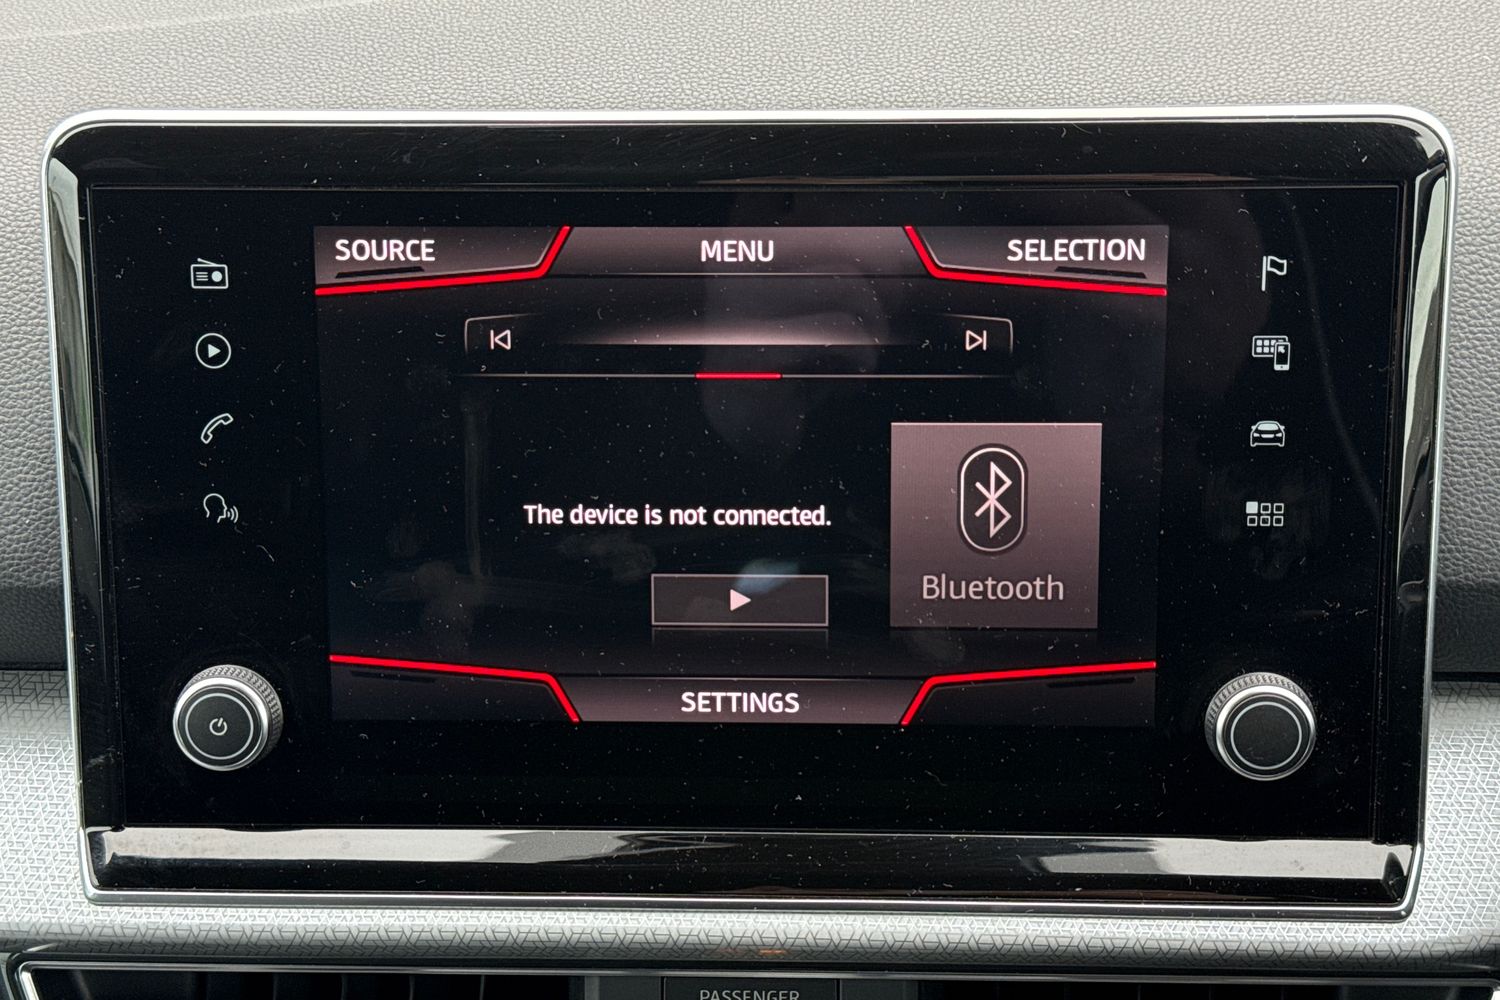 SOURCE
MENU
SELECTION
The device is not connected.
Bluetooth
SETTINGS
PASSENGER